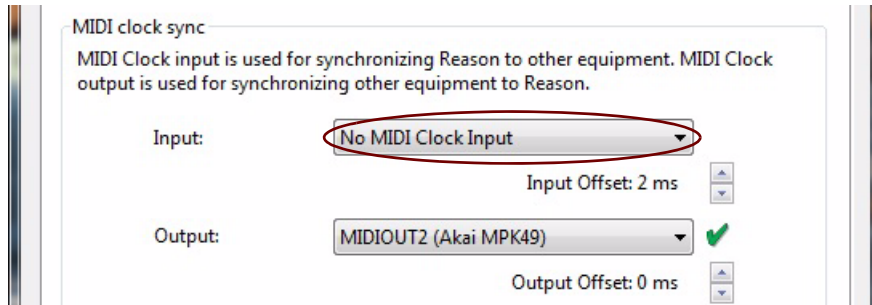 MIDI clock sync
MIDI Clock input is used for synchronizing Reason to other equipment. MIDI Clock
output is used for synchronizing other equipment to Reason.
Input: No MIDI Clock Input
Input Offset: 2 ms
Output: MIDIOUT2 (Akai MPK49)
Output Offset: 0 ms